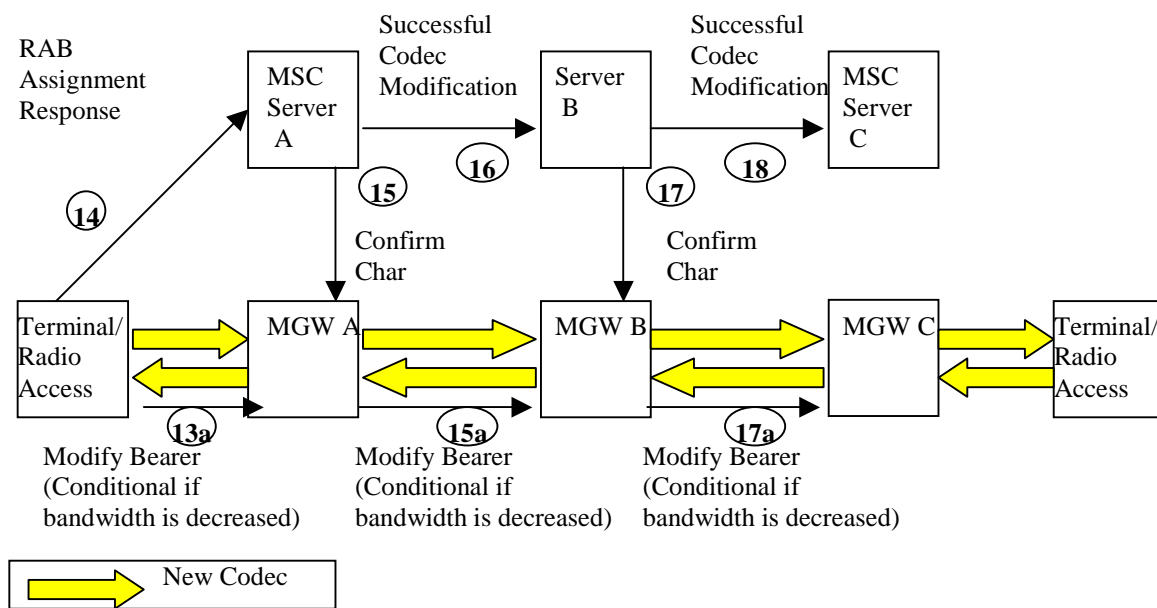 RAB
Assignment
Response
MSC
Server
A
Successful
Codec
Modification
Server
B
Successful
Codec
Modification
MSC
Server
C
14
15
16
17
18
Confirm
Char
Confirm
Char
Terminal/
Radio
Access
MGW A
MGW B
MGW C
Terminal/
Radio
Access
13a
15a
17a
Modify Bearer
(Conditional if
bandwidth is decreased)
Modify Bearer
(Conditional if
bandwidth is decreased)
Modify Bearer
(Conditional if
bandwidth is decreased)
New Codec